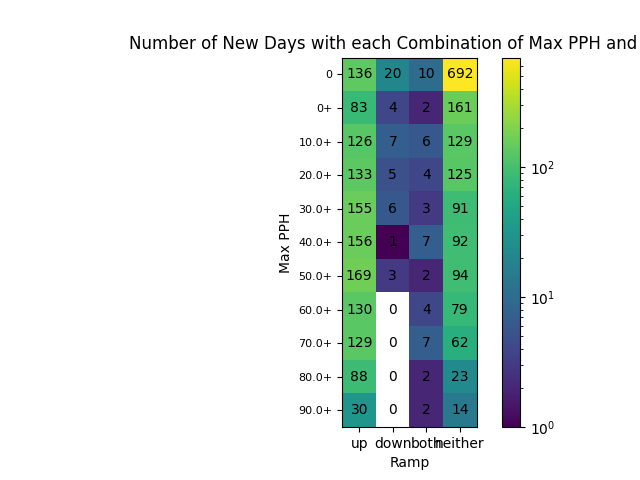 Number of New Days with each Combination of Max PPH and
0 136 20 10 692
0+ 83 4 2 161
10.0+ 126 7 6 129
20.0+ 133 5 4 125
30.0+ 155 6 3 91
40.0+ 156 1 7 92
50.0+ 169 3 2 94
60.0+ 130 0 4 79
70.0+ 129 0 7 62
80.0+ 88 0 2 23
90.0+ 30 0 2 14
up down both neither
Ramp
Max PPH
10²
10¹
10⁰